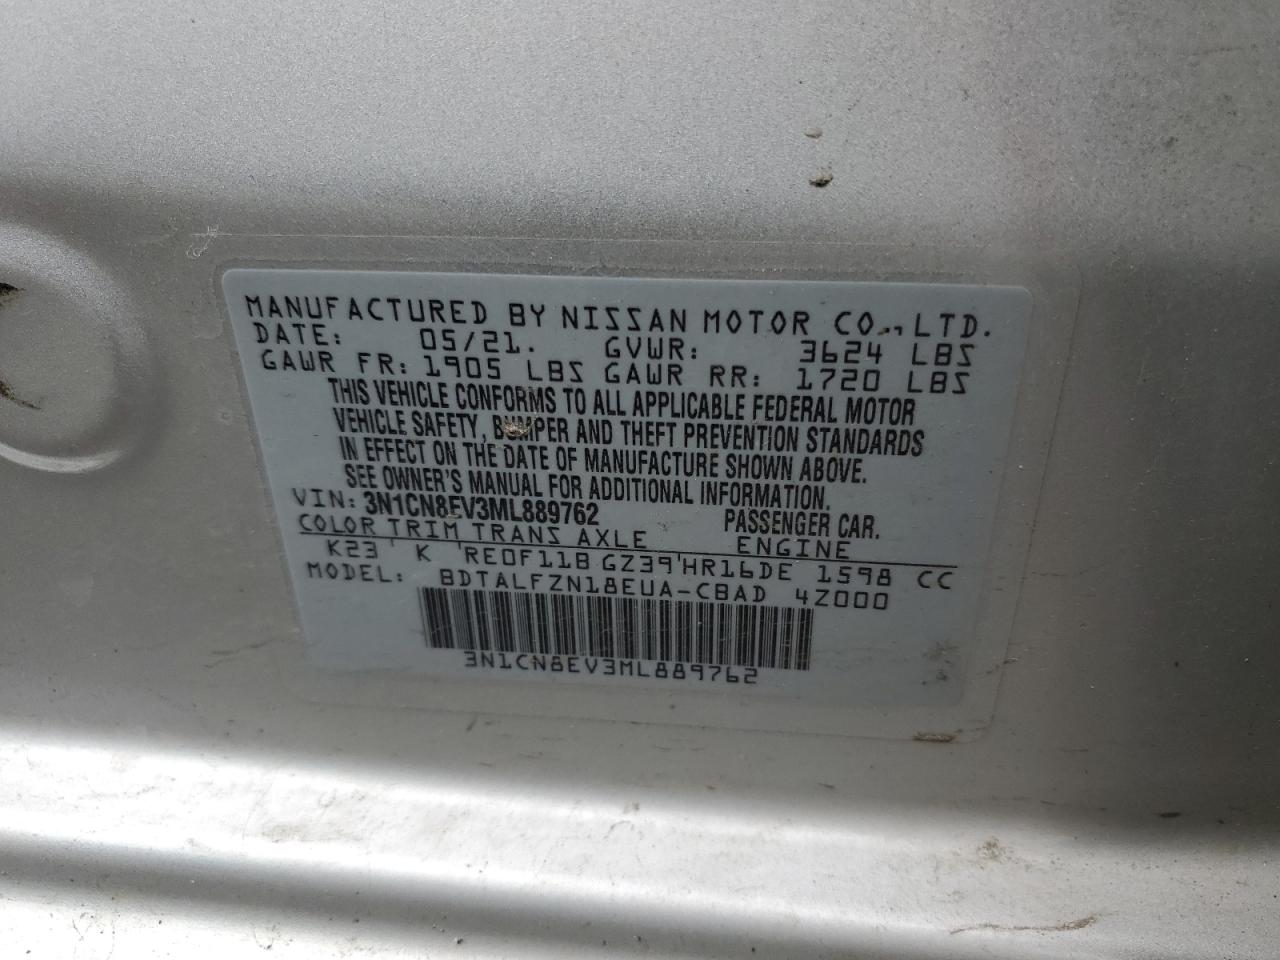 MANUFACTURED BY NISSAN MOTOR CO., LTD.
DATE: 05/21. GVWR: 3624 LBS
GAWR FR: 1905 LBS GAWR RR: 1720 LBS
THIS VEHICLE CONFORMS TO ALL APPLICABLE FEDERAL MOTOR
VEHICLE SAFETY, BUMPER AND THEFT PREVENTION STANDARDS
IN EFFECT ON THE DATE OF MANUFACTURE SHOWN ABOVE.
SEE OWNER'S MANUAL FOR ADDITIONAL INFORMATION.
VIN: 3N1CN8EV3ML889762 PASSENGER CAR.
COLOR TRIM TRANS AXLE ENGINE
K23 K RE0F11B GZ39 HR16DE 1598 CC
MODEL: BDTALFZN18EUA-CBAD 4Z000
3N1CN8EV3ML889762